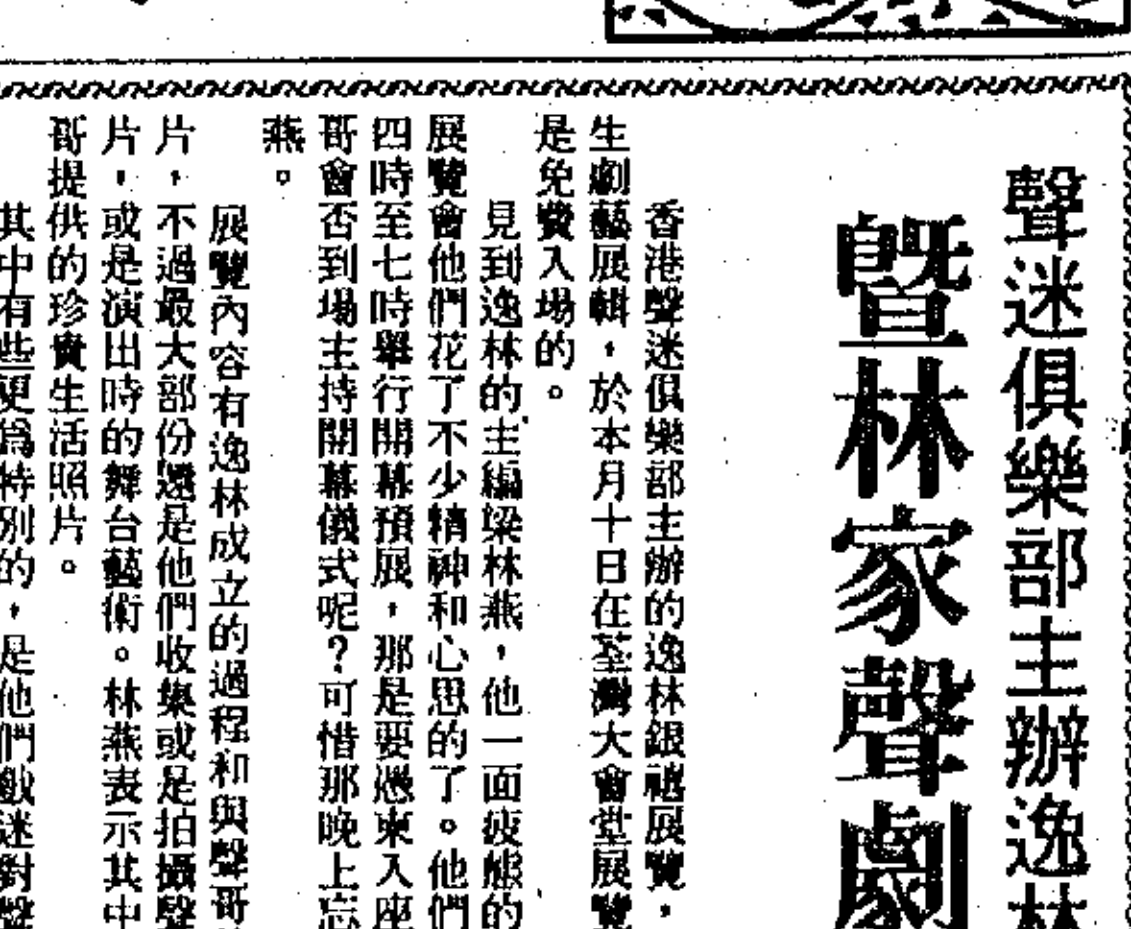 聲迷俱樂部主辦逸林
暨林家聲劇
香港聲迷俱樂部主辦的逸林銀禧展覽，
生劇藝展輯，於本月十日在荃灣大會堂展覽
是免費入場的。
見到逸林的主編梁林燕，他一面疲態的
展覽會他們花了不少精神和心思的了。他們
四時至七時舉行開幕預展，那是要憑柬入座
哥會否到場主持開幕儀式呢？可惜那晚上忘
燕。
展覽內容有逸林成立的過程和與聲哥
片，不過最大部份還是他們收集或是拍攝聲
片，或是演出時的舞台藝術。林燕表示其中
哥提供的珍貴生活照片。
其中有些更為特別的，是他們戲迷對聲